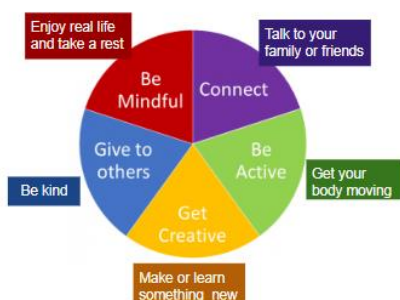 Enjoy real life
and take a rest
Talk to your
family or friends
Be
Mindful
Connect
Give to
others
Be
Active
Be kind
Get your
body moving
Get
Creative
Make or learn
something new